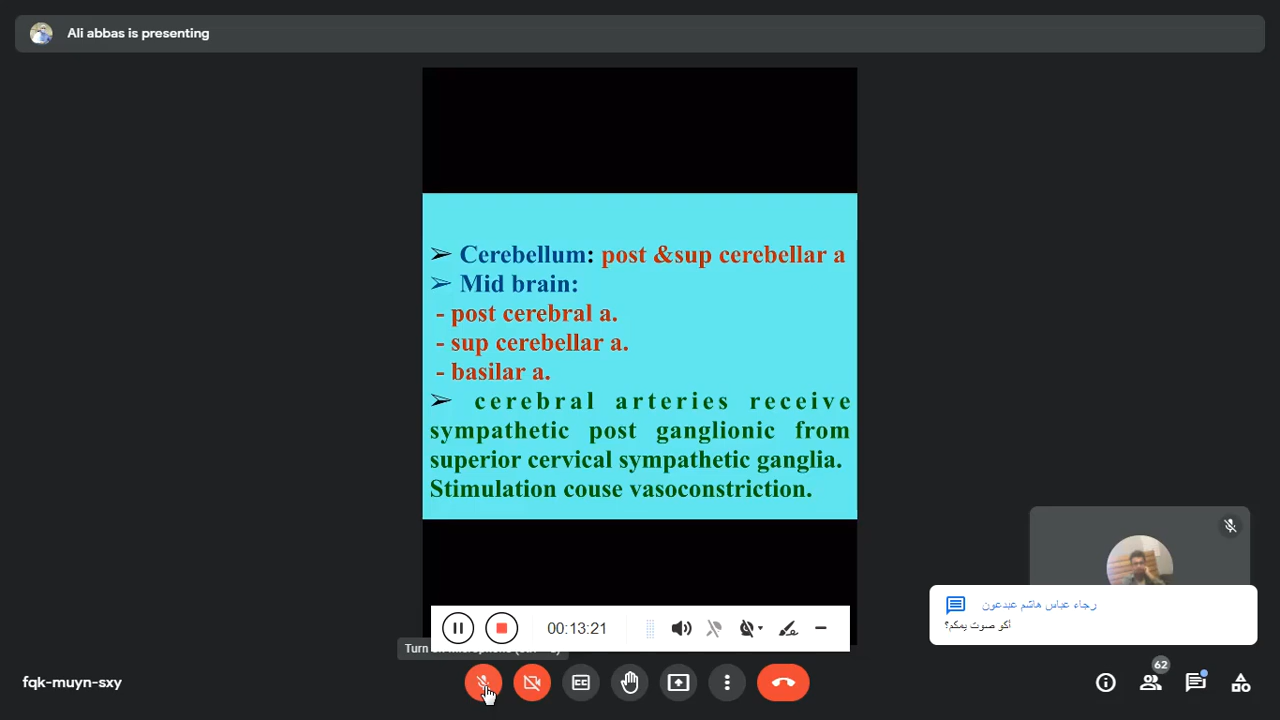 Ali abbas is presenting
➢ Cerebellum: post &sup cerebellar a
➢ Mid brain:
- post cerebral a.
- sup cerebellar a.
- basilar a.
➢ cerebral arteries receive
sympathetic post ganglionic from
superior cervical sympathetic ganglia.
Stimulation couse vasoconstriction.
رجاء عباس هاشم عبدعون
أكو صوت يمكم؟
00:13:21
fqk-muyn-sxy
62